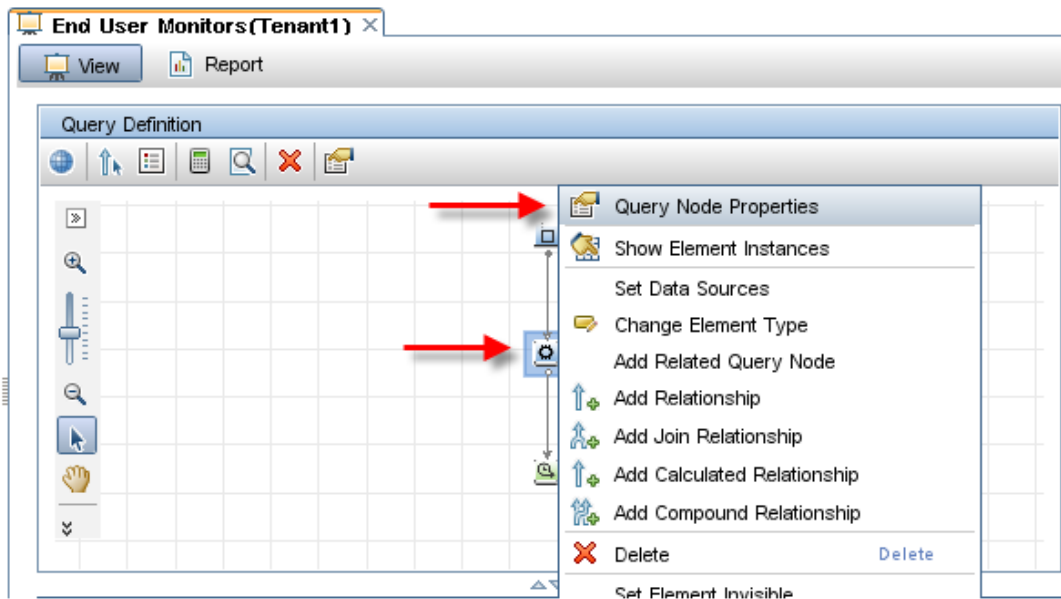 End User Monitors(Tenant1)
View Report
Query Definition
Query Node Properties
Show Element Instances
Set Data Sources
Change Element Type
Add Related Query Node
Add Relationship
Add Join Relationship
Add Calculated Relationship
Add Compound Relationship
Delete Delete
Set Element Invisible